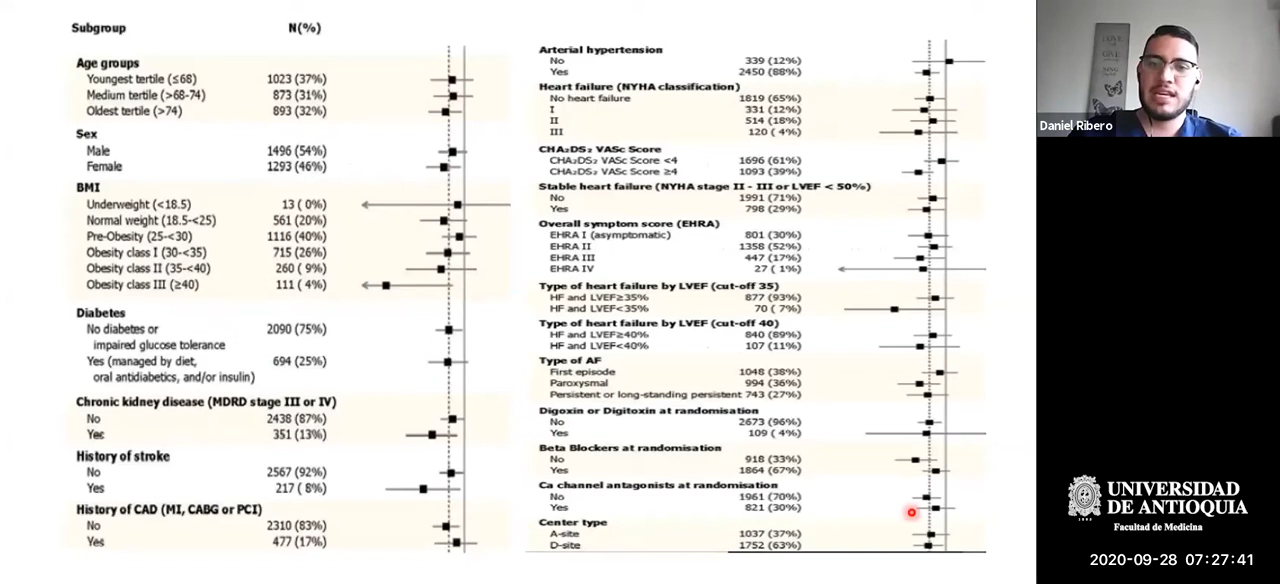 Subgroup N(%)
Age groups
Youngest tertile (≤68) 1023 (37%)
Medium tertile (>68-74) 873 (31%)
Oldest tertile (>74) 893 (32%)
Sex
Male 1496 (54%)
Female 1293 (46%)
BMI
Underweight (<18.5) 13 ( 0%)
Normal weight (18.5-<25) 561 (20%)
Pre-Obesity (25-<30) 1116 (40%)
Obesity class I (30-<35) 715 (26%)
Obesity class II (35-<40) 260 ( 9%)
Obesity class III (≥40) 111 ( 4%)
Diabetes
No diabetes or 2090 (75%)
impaired glucose tolerance
Yes (managed by diet, 694 (25%)
oral antidiabetics, and/or insulin)
Chronic kidney disease (MDRD stage III or IV)
No 2438 (87%)
Yes 351 (13%)
History of stroke
No 2567 (92%)
Yes 217 ( 8%)
History of CAD (MI, CABG or PCI)
No 2310 (83%)
Yes 477 (17%)
Arterial hypertension
No 339 (12%)
Yes 2450 (88%)
Heart failure (NYHA classification)
No heart failure 1819 (65%)
I 331 (12%)
II 514 (18%)
III 120 ( 4%)
CHA₂DS₂ VASc Score
CHA₂DS₂ VASc Score <4 1696 (61%)
CHA₂DS₂ VASc Score ≥4 1093 (39%)
Stable heart failure (NYHA stage II - III or LVEF < 50%)
No 1991 (71%)
Yes 798 (29%)
Overall symptom score (EHRA)
EHRA I (asymptomatic) 801 (30%)
EHRA II 1358 (52%)
EHRA III 447 (17%)
EHRA IV 27 ( 1%)
Type of heart failure by LVEF (cut-off 35)
HF and LVEF≥35% 877 (93%)
HF and LVEF<35% 70 ( 7%)
Type of heart failure by LVEF (cut-off 40)
HF and LVEF≥40% 840 (89%)
HF and LVEF<40% 107 (11%)
Type of AF
First episode 1048 (38%)
Paroxysmal 994 (36%)
Persistent or long-standing persistent 743 (27%)
Digoxin or Digitoxin at randomisation
No 2673 (96%)
Yes 109 ( 4%)
Beta Blockers at randomisation
No 918 (33%)
Yes 1864 (67%)
Ca channel antagonists at randomisation
No 1961 (70%)
Yes 821 (30%)
Center type
A-site 1037 (37%)
D-site 1752 (63%)
Daniel Ribero
UNIVERSIDAD
DE ANTIOQUIA
1803
Facultad de Medicina
2020-09-28 07:27:41